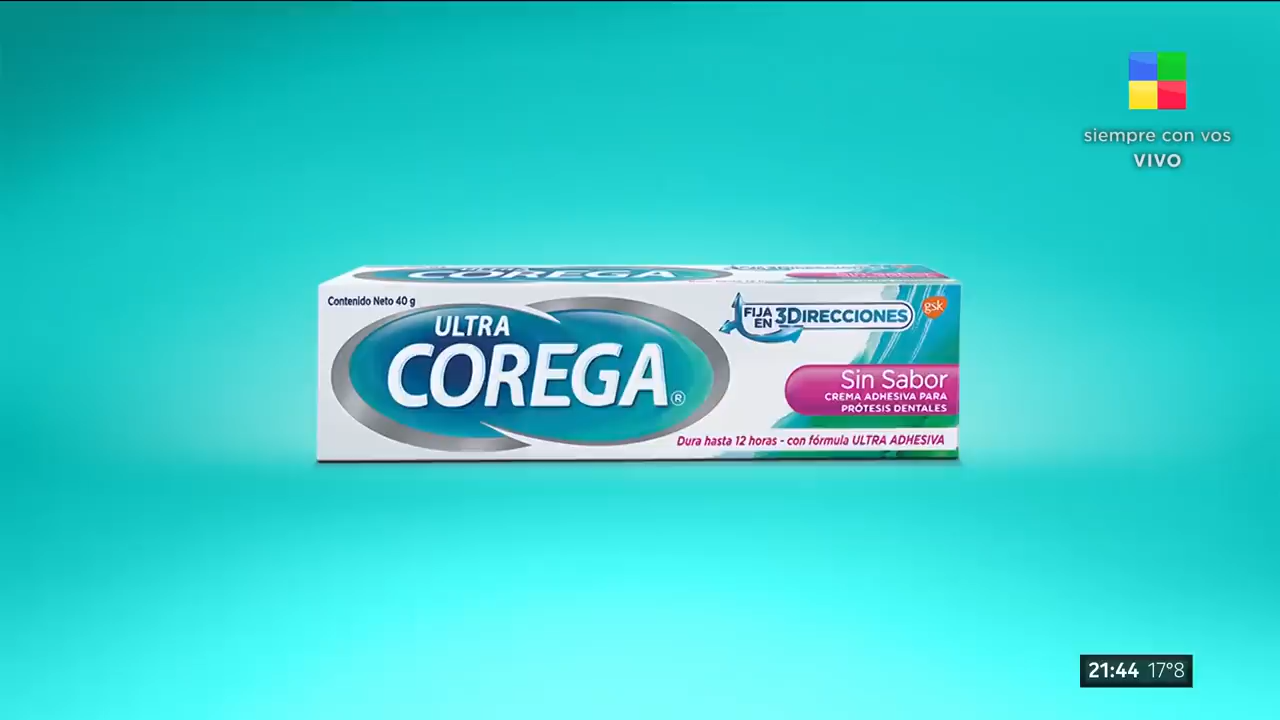 siempre con vos
VIVO
COREGA
Contenido Neto 40 g
ULTRA
COREGA®
FIJA
EN 3DIRECCIONES
gsk
Sin Sabor
CREMA ADHESIVA PARA
PRÓTESIS DENTALES
Dura hasta 12 horas - con fórmula ULTRA ADHESIVA
21:44 17°8